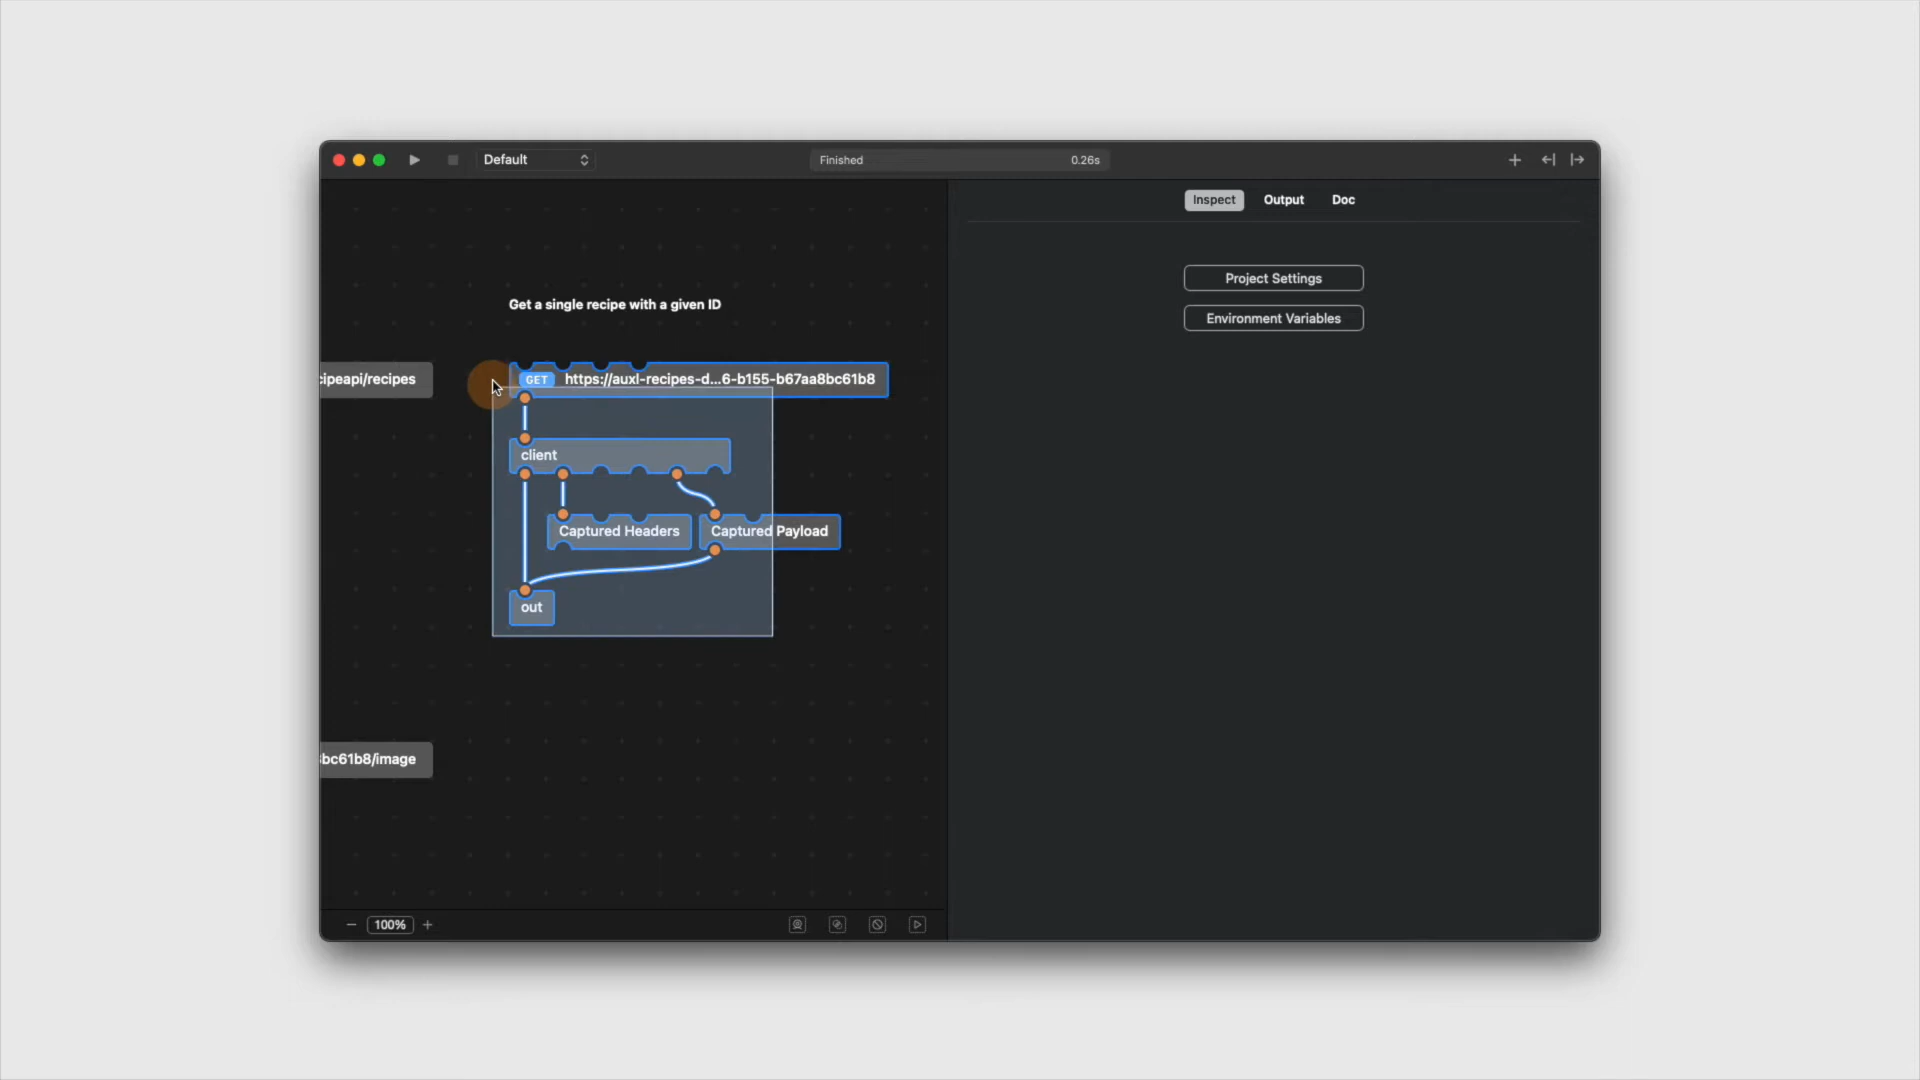 Default
Finished 0.26s
Inspect Output Doc
Project Settings
Environment Variables
Get a single recipe with a given ID
cipeapi/recipes
GET https://auxl-recipes-d...6-b155-b67aa8bc61b8
client
Captured Headers
Captured Payload
out
bc61b8/image
100%